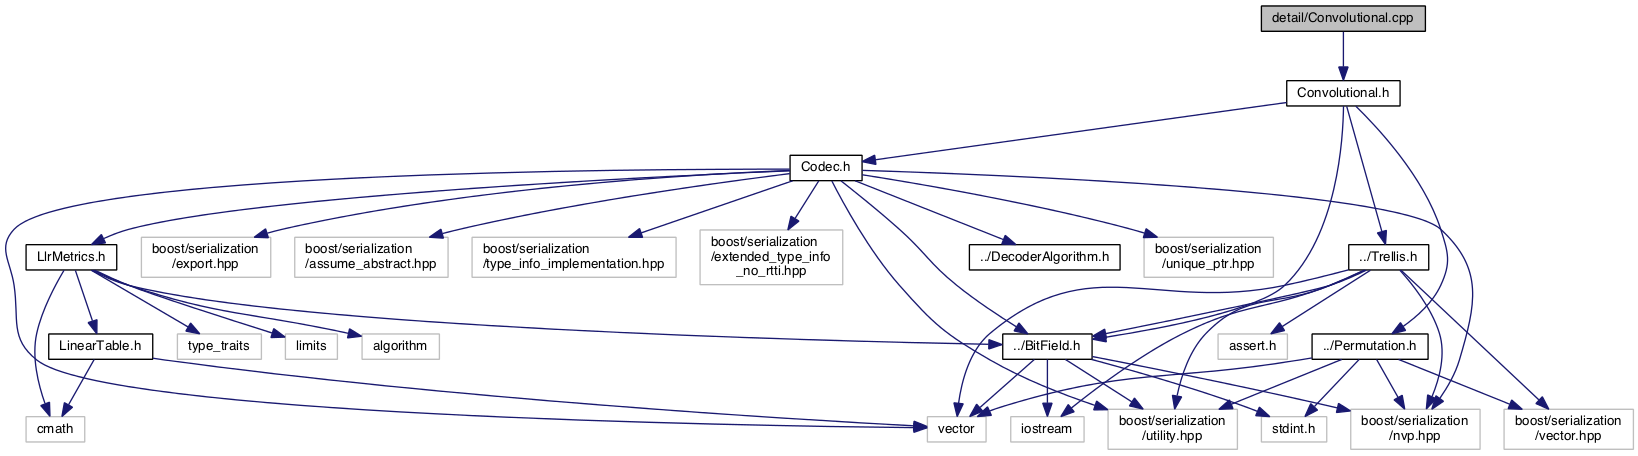 detail/Convolutional.cpp
Convolutional.h
Codec.h
LlrMetrics.h
boost/serialization
/export.hpp
boost/serialization
/assume_abstract.hpp
boost/serialization
/type_info_implementation.hpp
boost/serialization
/extended_type_info
_no_rtti.hpp
../DecoderAlgorithm.h
boost/serialization
/unique_ptr.hpp
../Trellis.h
LinearTable.h
type_traits
limits
algorithm
../BitField.h
assert.h
../Permutation.h
cmath
vector
iostream
boost/serialization
/utility.hpp
stdint.h
boost/serialization
/nvp.hpp
boost/serialization
/vector.hpp